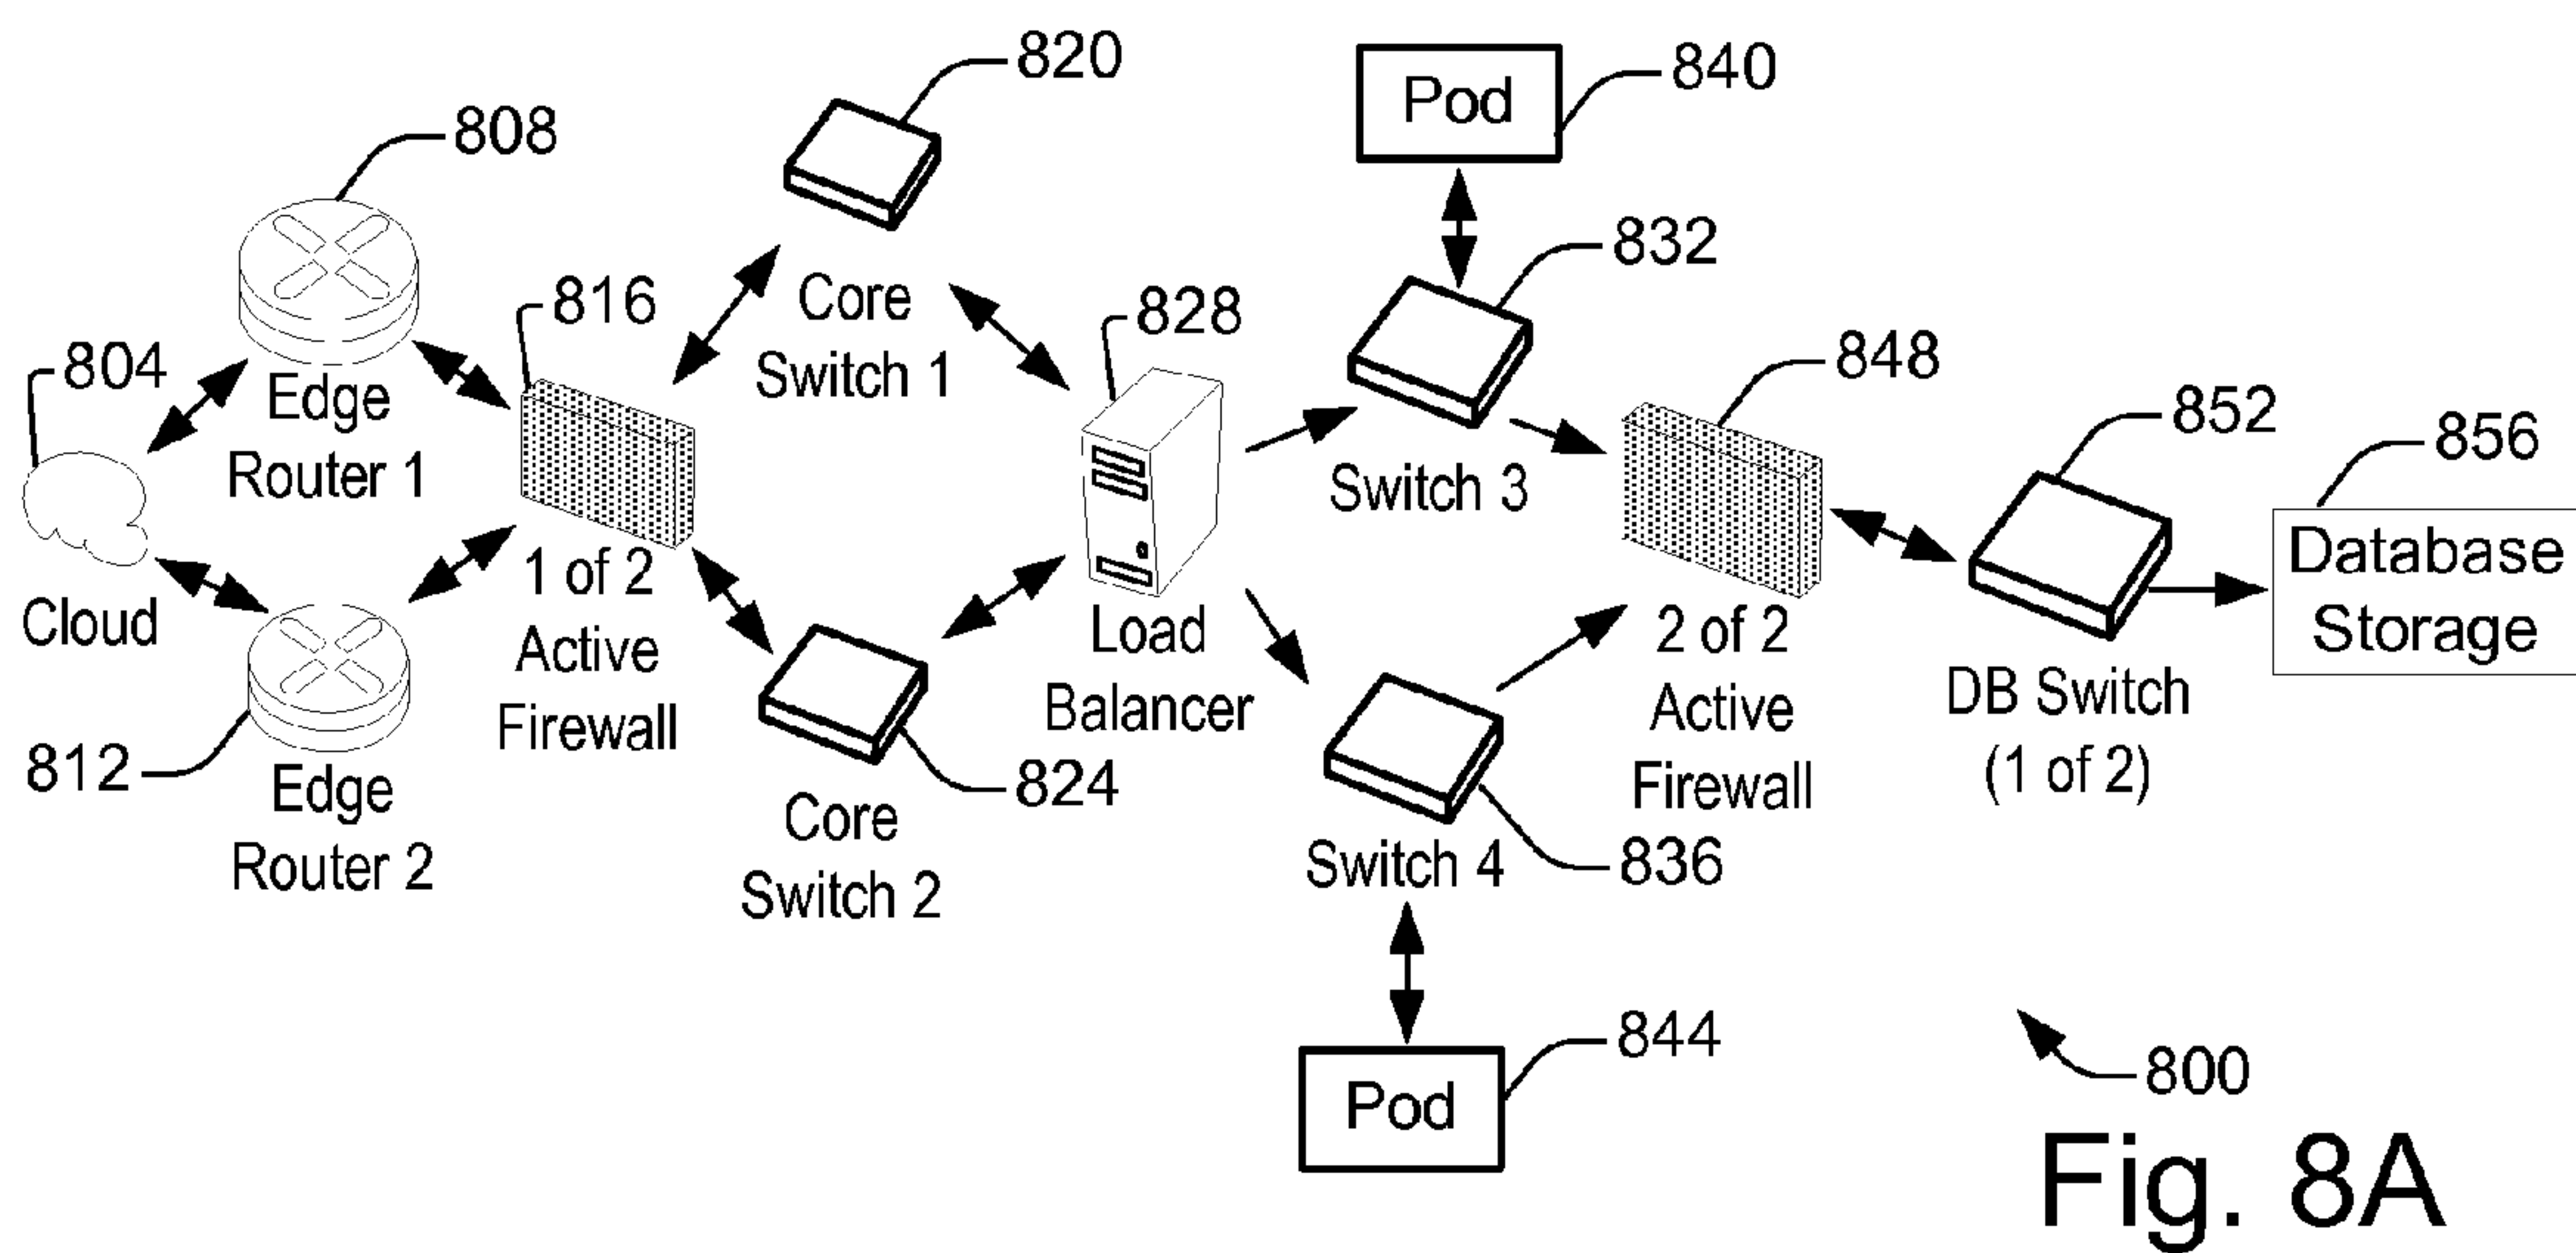 820
Pod
840
808
832
816
Core
Switch 1
828
848
804
Edge
Router 1
852
856
Switch 3
Database
Storage
Cloud
1 of 2
Active
Firewall
Load
Balancer
2 of 2
Active
Firewall
DB Switch
(1 of 2)
812
Edge
Router 2
824
Core
Switch 2
Switch 4
836
844
Pod
800
Fig. 8A